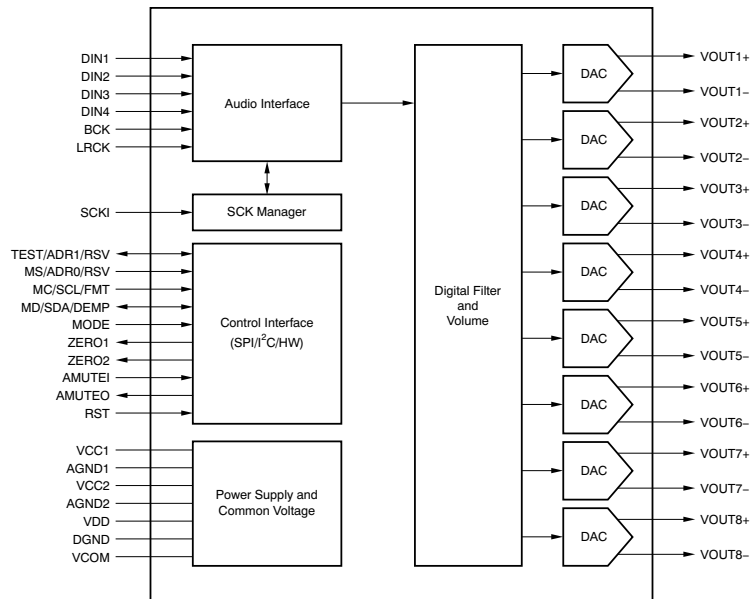 DIN1
DIN2
DIN3
DIN4
BCK
LRCK
Audio Interface
SCKI
SCK Manager
TEST/ADR1/RSV
MS/ADR0/RSV
MC/SCL/FMT
MD/SDA/DEMP
MODE
ZERO1
ZERO2
AMUTEI
AMUTEO
RST
Control Interface
(SPI/I²C/HW)
VCC1
AGND1
VCC2
AGND2
VDD
DGND
VCOM
Power Supply and
Common Voltage
Digital Filter
and
Volume
DAC
DAC
DAC
DAC
DAC
DAC
DAC
DAC
VOUT1+
VOUT1−
VOUT2+
VOUT2−
VOUT3+
VOUT3−
VOUT4+
VOUT4−
VOUT5+
VOUT5−
VOUT6+
VOUT6−
VOUT7+
VOUT7−
VOUT8+
VOUT8−